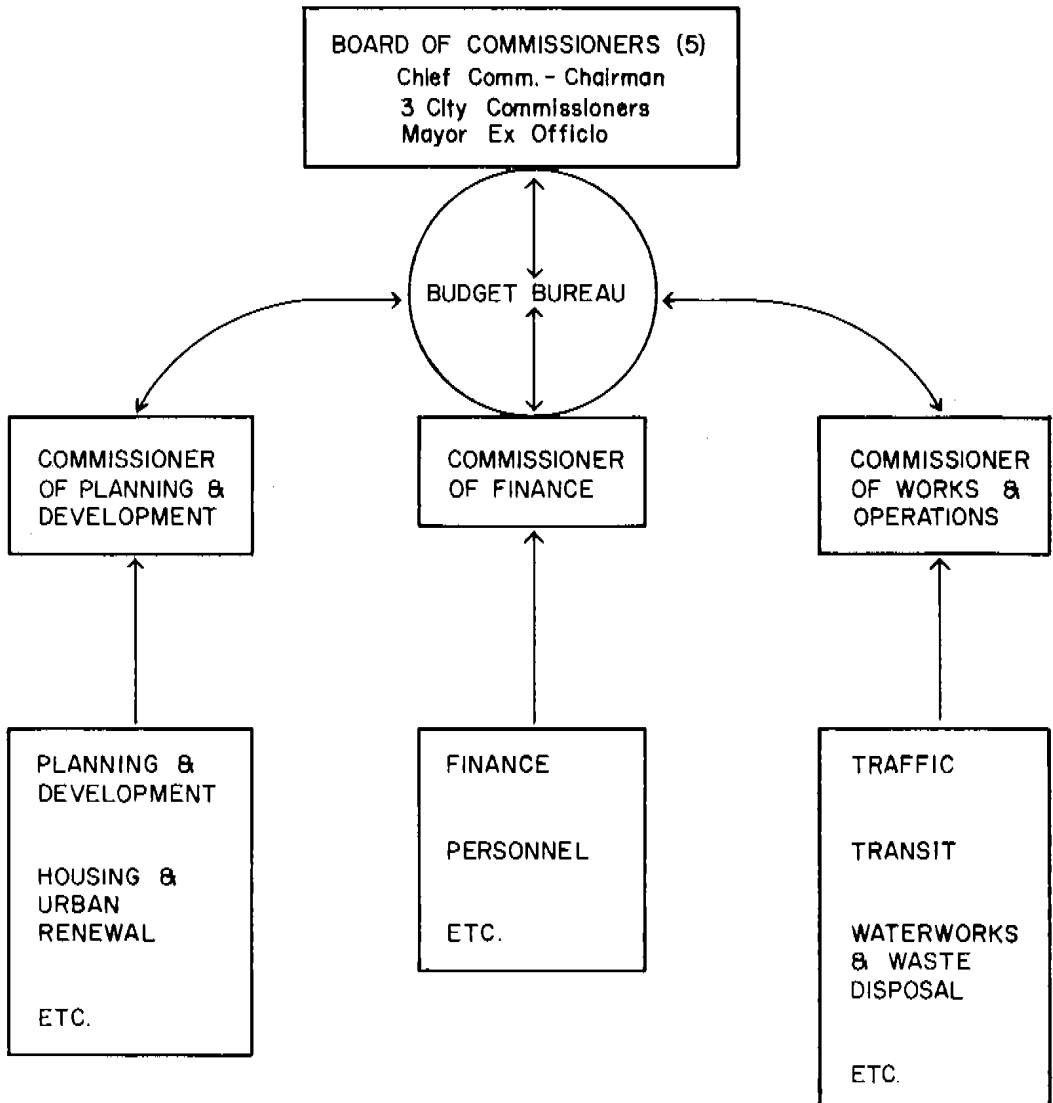 BOARD OF COMMISSIONERS (5)
Chief Comm. - Chairman
3 City Commissioners
Mayor Ex Officio
BUDGET BUREAU
COMMISSIONER
OF PLANNING &
DEVELOPMENT
COMMISSIONER
OF FINANCE
COMMISSIONER
OF WORKS &
OPERATIONS
PLANNING &
DEVELOPMENT
HOUSING &
URBAN
RENEWAL
ETC.
FINANCE
PERSONNEL
ETC.
TRAFFIC
TRANSIT
WATERWORKS
& WASTE
DISPOSAL
ETC.